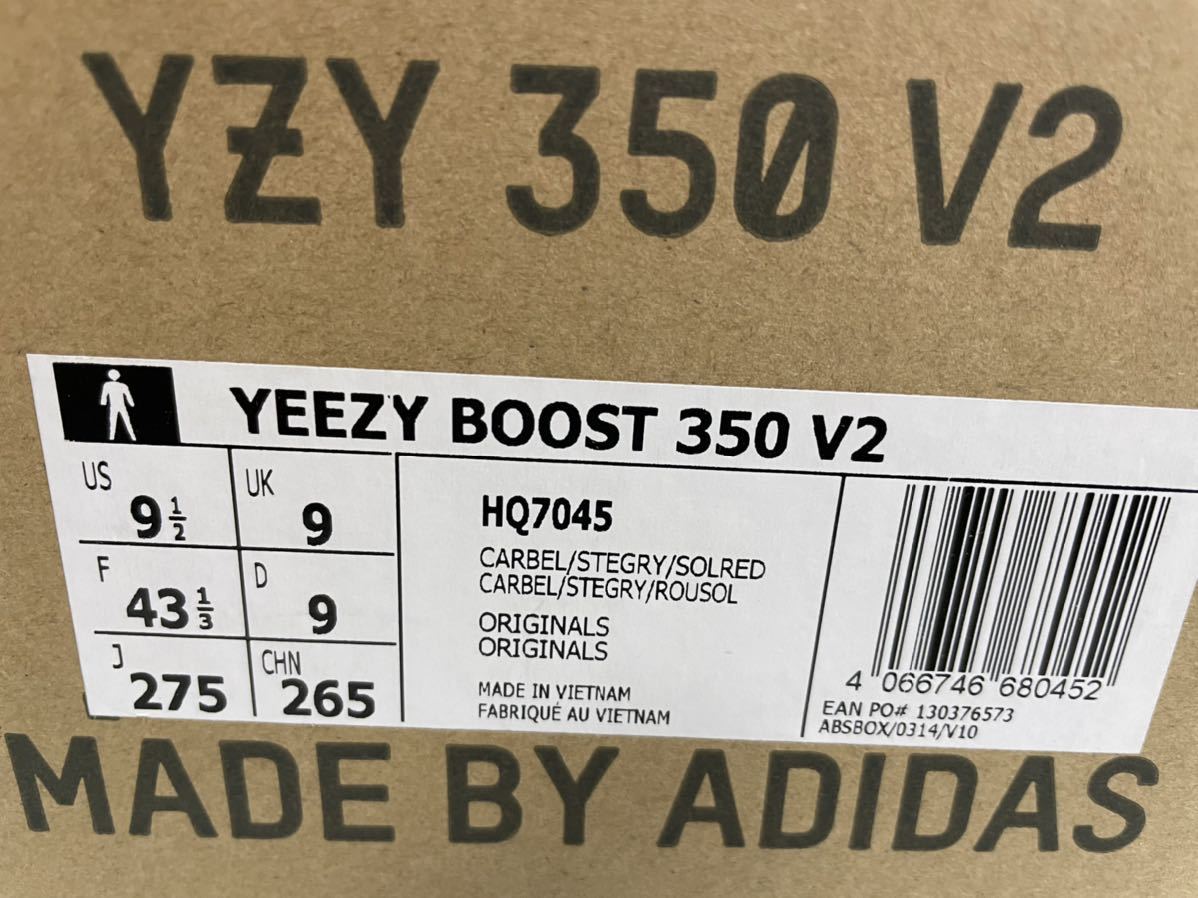 YZY 350 V2
YEEZY BOOST 350 V2
US 9 1/2
UK 9
F 43 1/3
D 9
J 275
CHN 265
HQ7045
CARBEL/STEGRY/SOLRED
CARBEL/STEGRY/ROUSOL
ORIGINALS
ORIGINALS
MADE IN VIETNAM
FABRIQUÉ AU VIETNAM
4 066746 680452
EAN PO# 130376573
ABSBOX/0314/V10
MADE BY ADIDAS